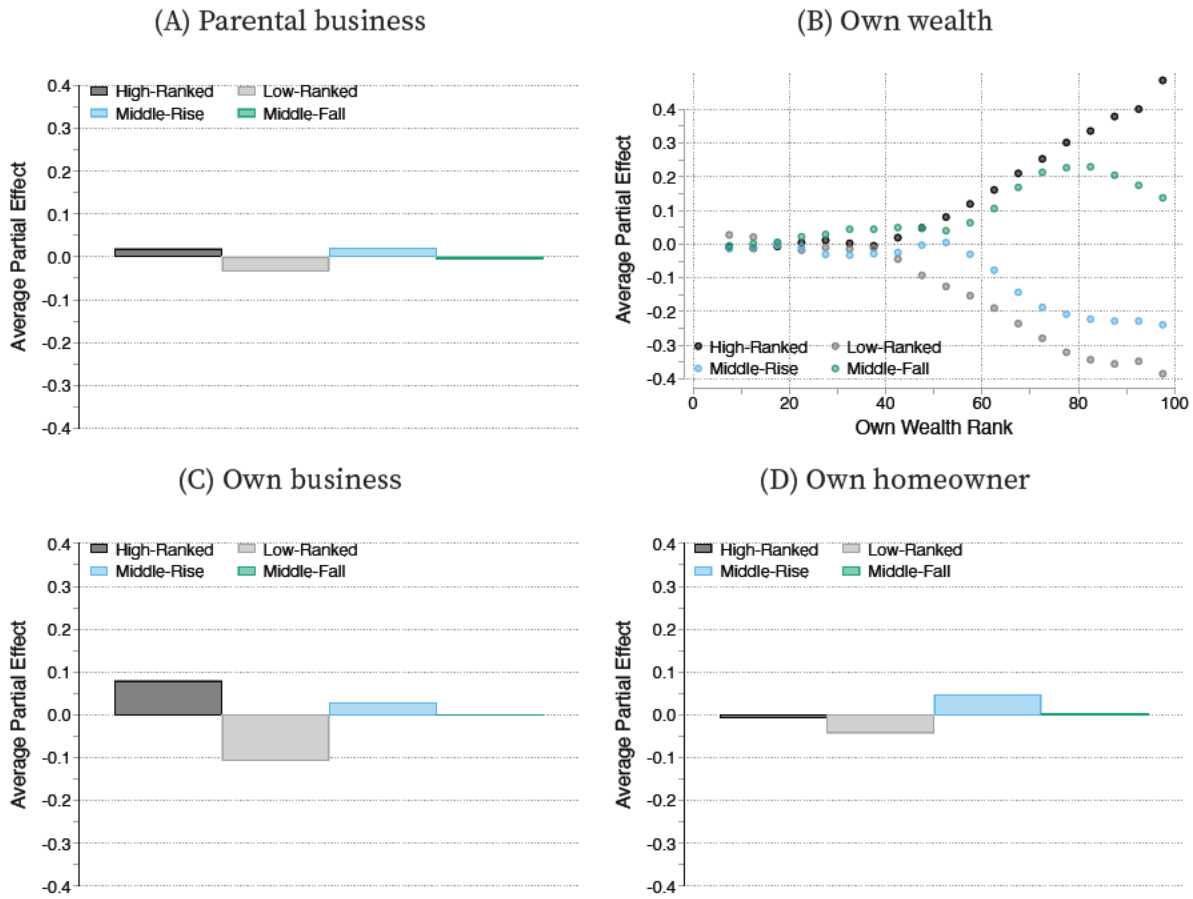 (A) Parental business
0.4
0.3
0.2
0.1
0.0
-0.1
-0.2
-0.3
-0.4
Average Partial Effect
High-Ranked Low-Ranked
Middle-Rise Middle-Fall
(B) Own wealth
0.4
0.3
0.2
0.1
0.0
-0.1
-0.2
-0.3
-0.4
Average Partial Effect
High-Ranked Low-Ranked
Middle-Rise Middle-Fall
0 20 40 60 80 100
Own Wealth Rank
(C) Own business
0.4
0.3
0.2
0.1
0.0
-0.1
-0.2
-0.3
-0.4
Average Partial Effect
High-Ranked Low-Ranked
Middle-Rise Middle-Fall
(D) Own homeowner
0.4
0.3
0.2
0.1
0.0
-0.1
-0.2
-0.3
-0.4
Average Partial Effect
High-Ranked Low-Ranked
Middle-Rise Middle-Fall